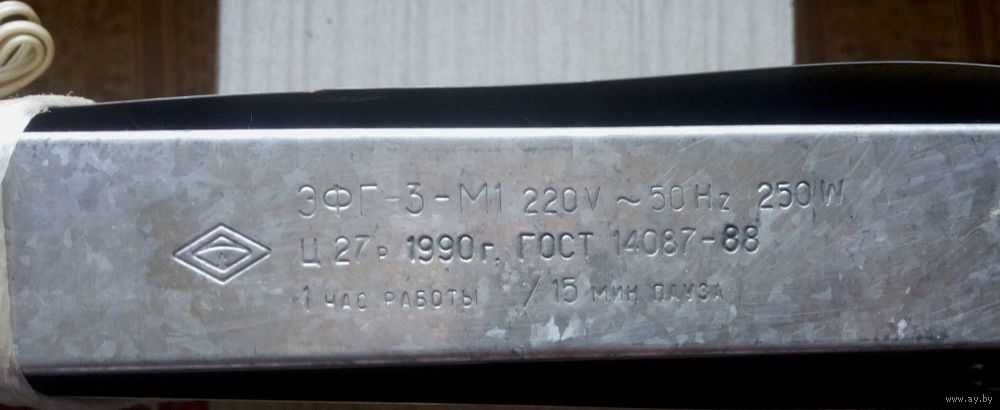 ЭФГ-3-М1 220V ~ 50Hz 250W
Ц 27р 1990г. ГОСТ 14087-88
1 ЧАС РАБОТЫ / 15 МИН ПАУЗА
www.ay.by